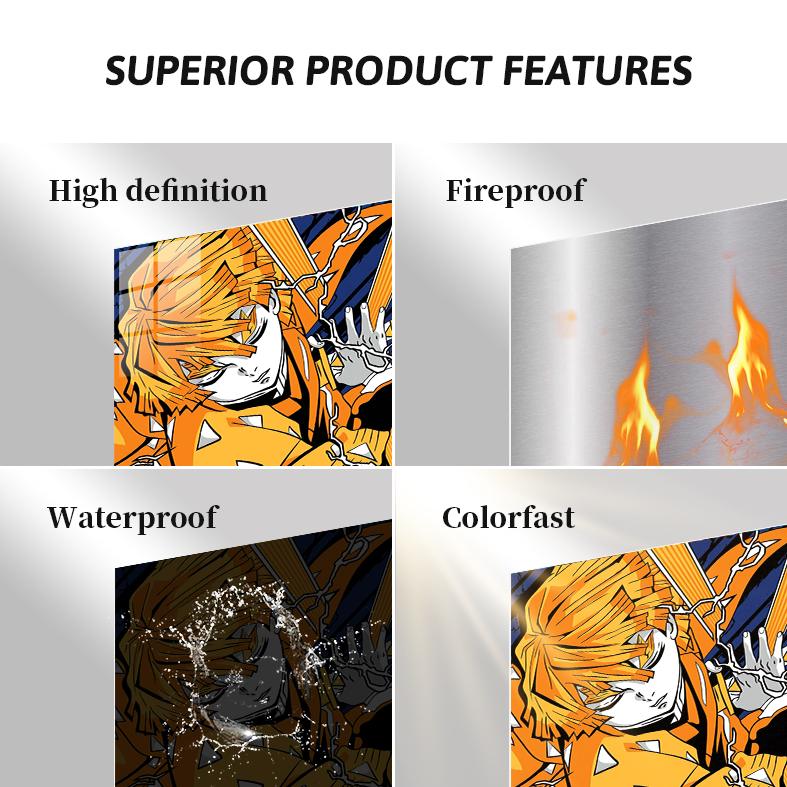 SUPERIOR PRODUCT FEATURES
High definition
Fireproof
Waterproof
Colorfast